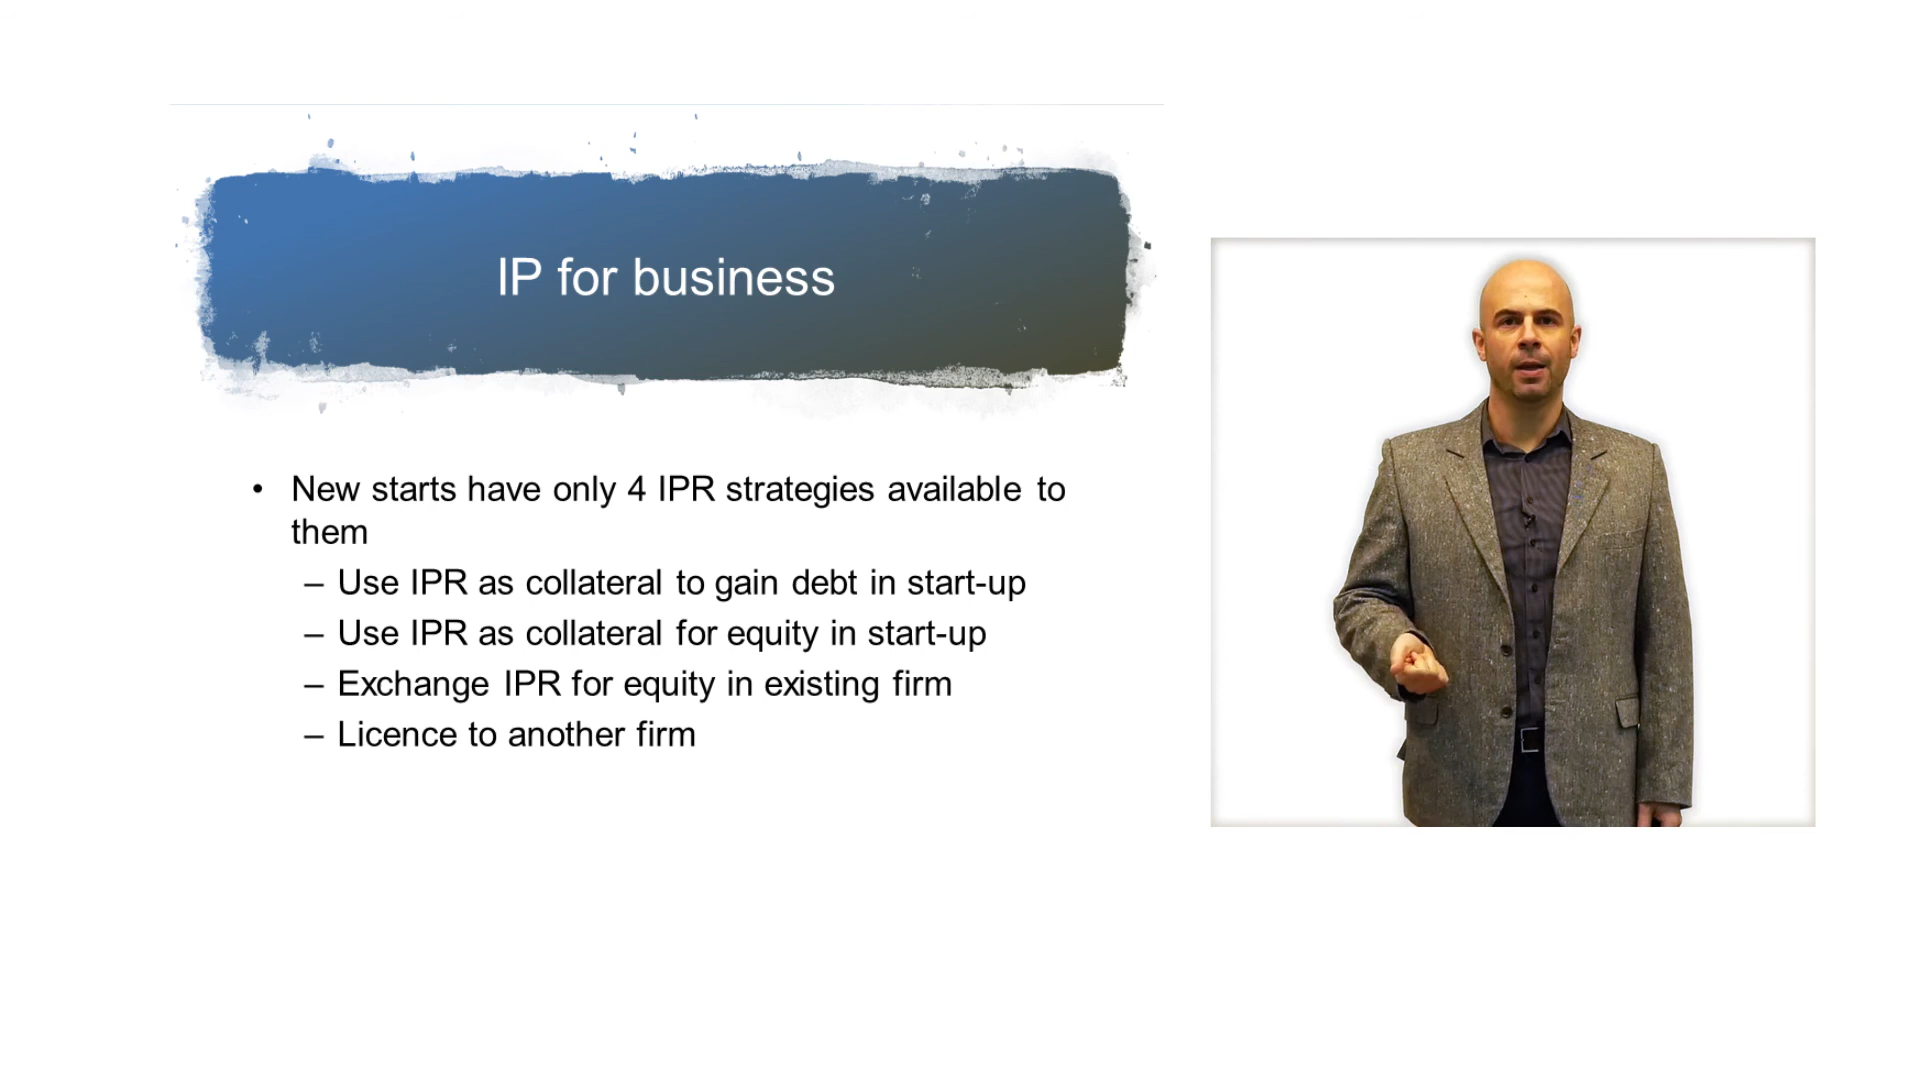 IP for business
• New starts have only 4 IPR strategies available to
them
– Use IPR as collateral to gain debt in start-up
– Use IPR as collateral for equity in start-up
– Exchange IPR for equity in existing firm
– Licence to another firm